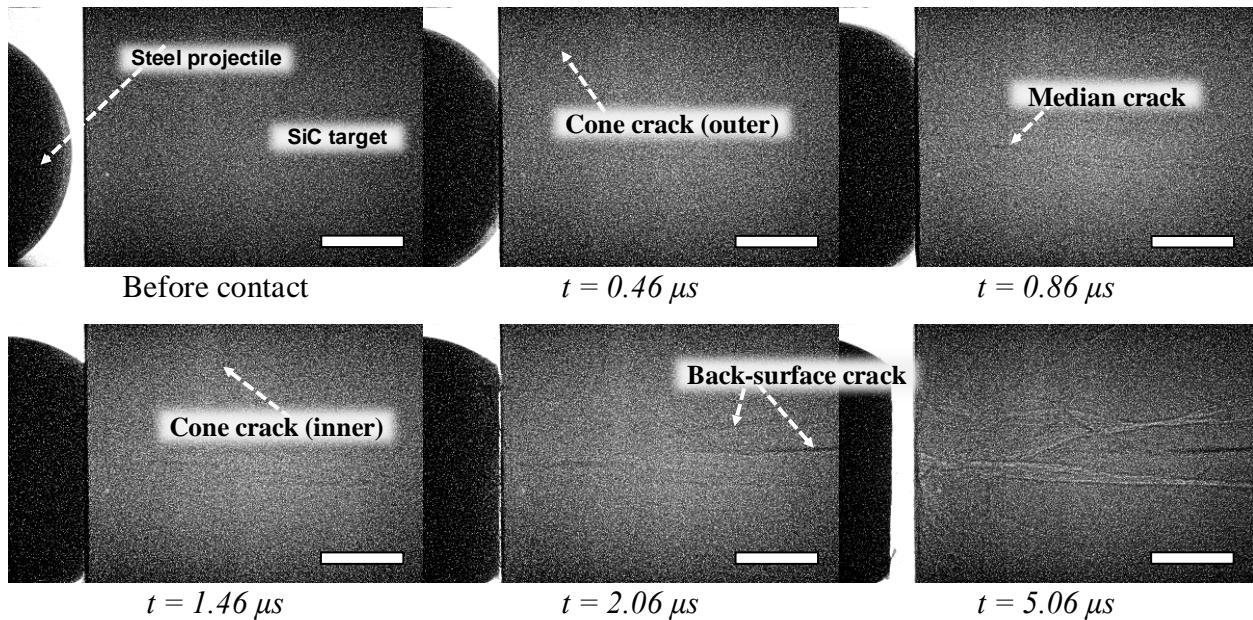 Steel projectile
SiC target
Cone crack (outer)
Median crack
Before contact
t = 0.46 μs
t = 0.86 μs
Cone crack (inner)
Back-surface crack
t = 1.46 μs
t = 2.06 μs
t = 5.06 μs